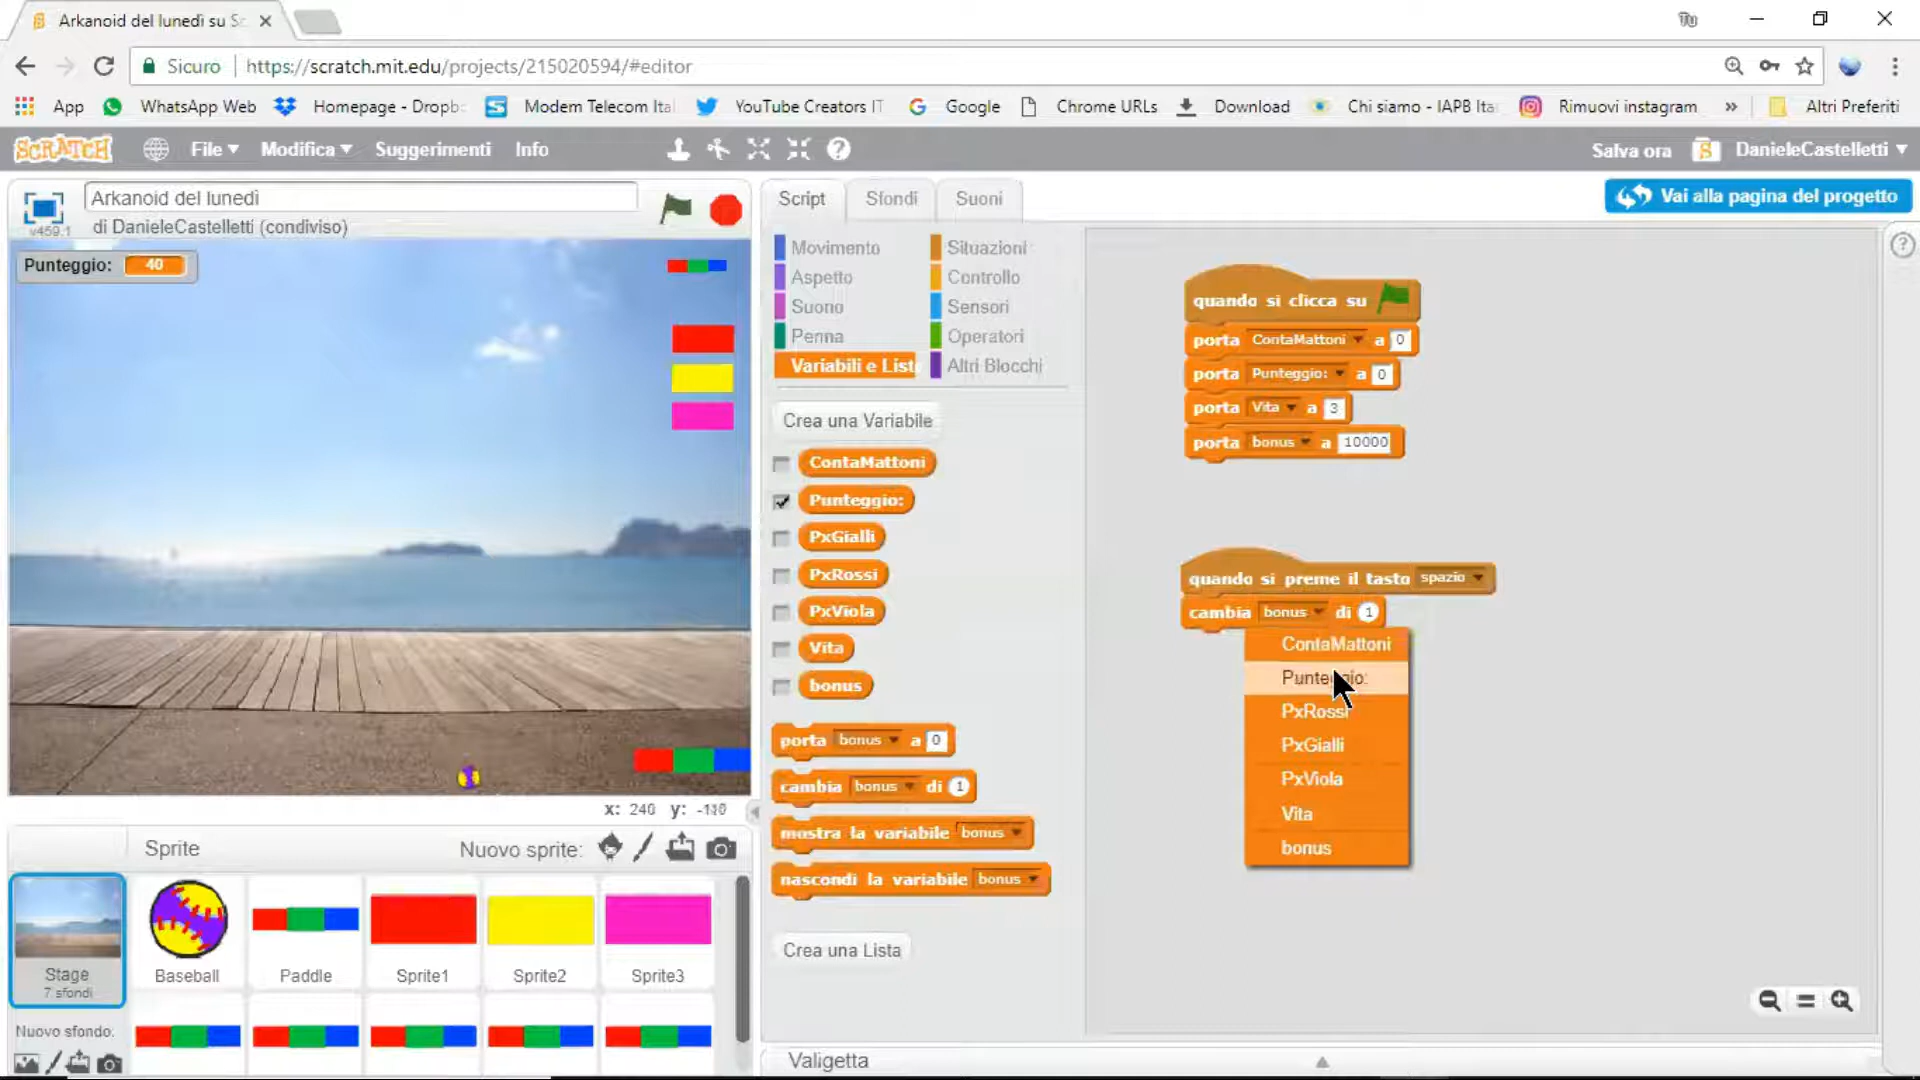 Arkanoid del lunedì su Sc
Sicuro
https://scratch.mit.edu/projects/215020594/#editor
App
WhatsApp Web
Homepage - Dropb
Modem Telecom Ita
YouTube Creators IT
Google
Chrome URLs
Download
Chi siamo - IAPB Ita
Rimuovi instagram
»
Altri Preferiti
SCRATCH
File
Modifica
Suggerimenti
Info
Salva ora
DanieleCastelletti
Arkanoid del lunedì
v459.1
di DanieleCastelletti (condiviso)
Script
Sfondi
Suoni
Vai alla pagina del progetto
Punteggio: 40
x: 240 y: -180
Movimento
Aspetto
Suono
Penna
Variabili e List
Situazioni
Controllo
Sensori
Operatori
Altri Blocchi
Crea una Variabile
ContaMattoni
Punteggio:
PxGialli
PxRossi
PxViola
Vita
bonus
porta bonus a 0
cambia bonus di 1
mostra la variabile bonus
nascondi la variabile bonus
Crea una Lista
quando si clicca su
porta ContaMattoni a 0
porta Punteggio: a 0
porta Vita a 3
porta bonus a 10000
quando si preme il tasto spazio
cambia bonus di 1
ContaMattoni
Punteggio:
PxRossi
PxGialli
PxViola
Vita
bonus
Sprite
Nuovo sprite:
Stage
7 sfondi
Nuovo sfondo:
Baseball
Paddle
Sprite1
Sprite2
Sprite3
Valigetta